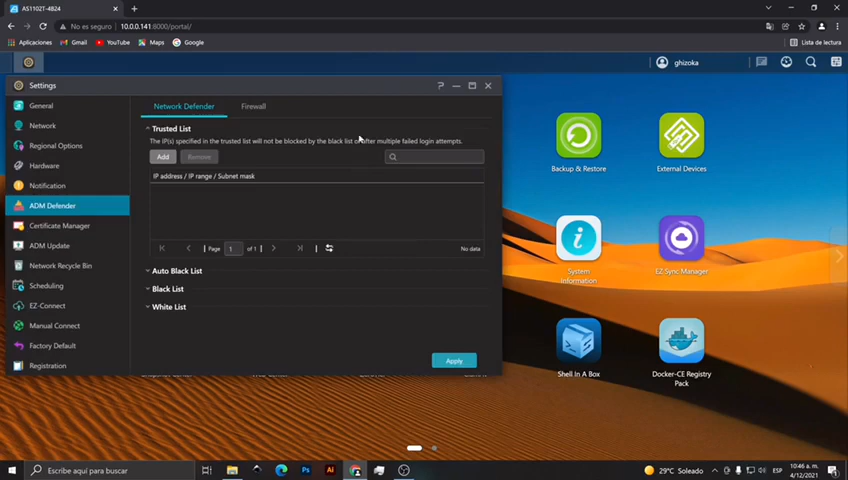 AS1102T-4B24
No es seguro
10.0.0.141:8000/portal/
Aplicaciones
Gmail
YouTube
Maps
Google
Lista de lectura
ghizoka
Settings
General
Network
Regional Options
Hardware
Notification
ADM Defender
Certificate Manager
ADM Update
Network Recycle Bin
Scheduling
EZ-Connect
Manual Connect
Factory Default
Registration
Network Defender
Firewall
Trusted List
The IP(s) specified in the trusted list will not be blocked by the black list or after multiple failed login attempts.
Add
Remove
IP address / IP range / Subnet mask
Page 1 of 1
No data
Auto Black List
Black List
White List
Apply
Backup & Restore
External Devices
System
Information
EZ Sync Manager
Shell In A Box
Docker-CE Registry
Pack
Escribe aquí para buscar
Ps
Ai
29°C Soleado
ESP
10:46 a. m.
4/12/2021